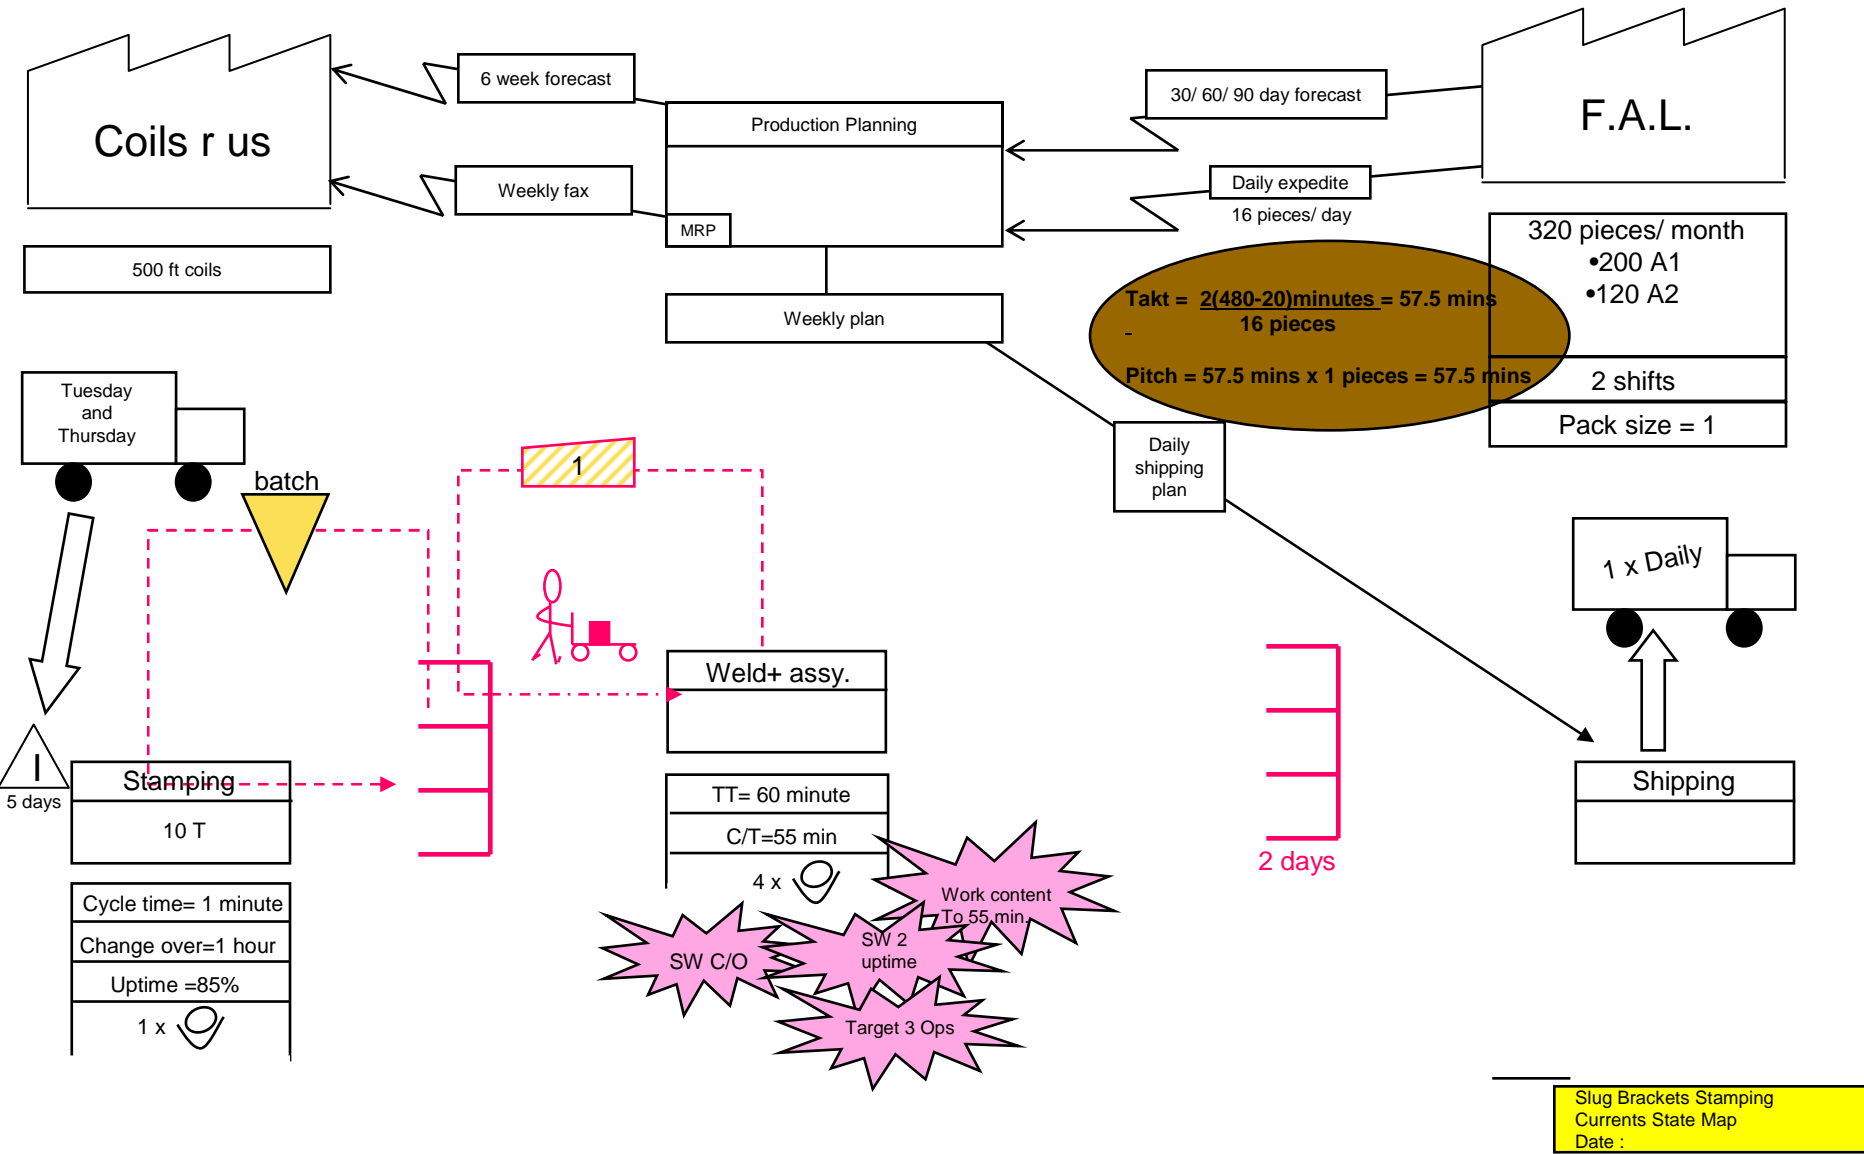 Coils r us
6 week forecast
Production Planning
30/ 60/ 90 day forecast
F.A.L.
Weekly fax
Daily expedite
16 pieces/ day
MRP
500 ft coils
320 pieces/ month
•200 A1
•120 A2
2 shifts
Pack size = 1
Weekly plan
Takt = 2(480-20)minutes = 57.5 mins
16 pieces
Pitch = 57.5 mins x 1 pieces = 57.5 mins
Tuesday
and
Thursday
batch
1
Daily
shipping
plan
1 x Daily
I
5 days
Stamping
10 T
Cycle time= 1 minute
Change over=1 hour
Uptime =85%
1 x
Weld+ assy.
TT= 60 minute
C/T=55 min
4 x
Work content
To 55 min.
SW C/O
SW 2
uptime
Target 3 Ops
2 days
Shipping
Slug Brackets Stamping
Currents State Map
Date :